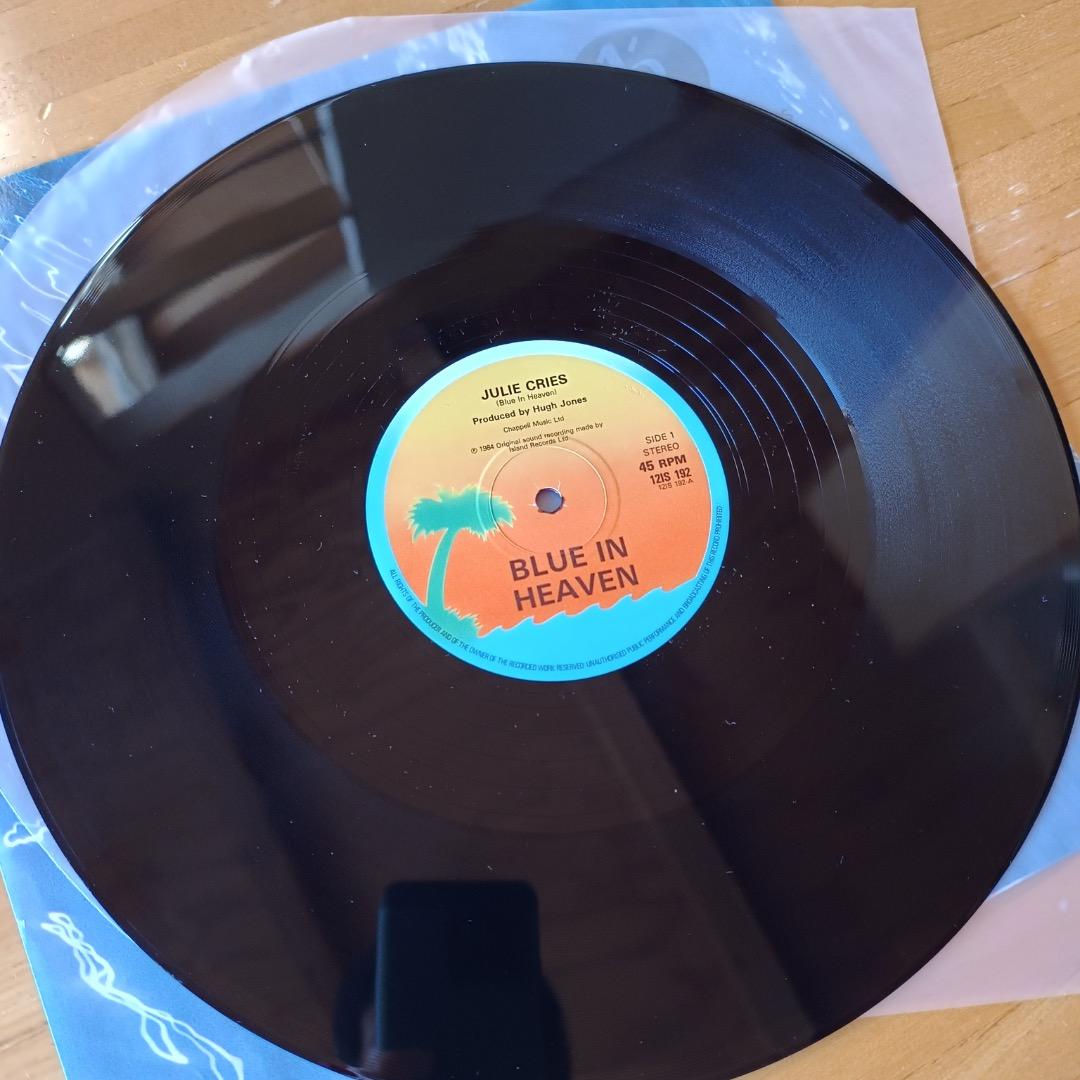 JULIE CRIES
(Blue In Heaven)
Produced by Hugh Jones
Chappell Music Ltd
℗ 1984 Original sound recording made by
Island Records Ltd.
SIDE 1
STEREO
45 RPM
12IS 192
12IS 192-A
BLUE IN
HEAVEN
ALL RIGHTS OF THE PRODUCER AND OF THE OWNER OF THE RECORDED WORK RESERVED. UNAUTHORISED PUBLIC PERFORMANCE AND BROADCASTING OF THIS RECORD PROHIBITED
45